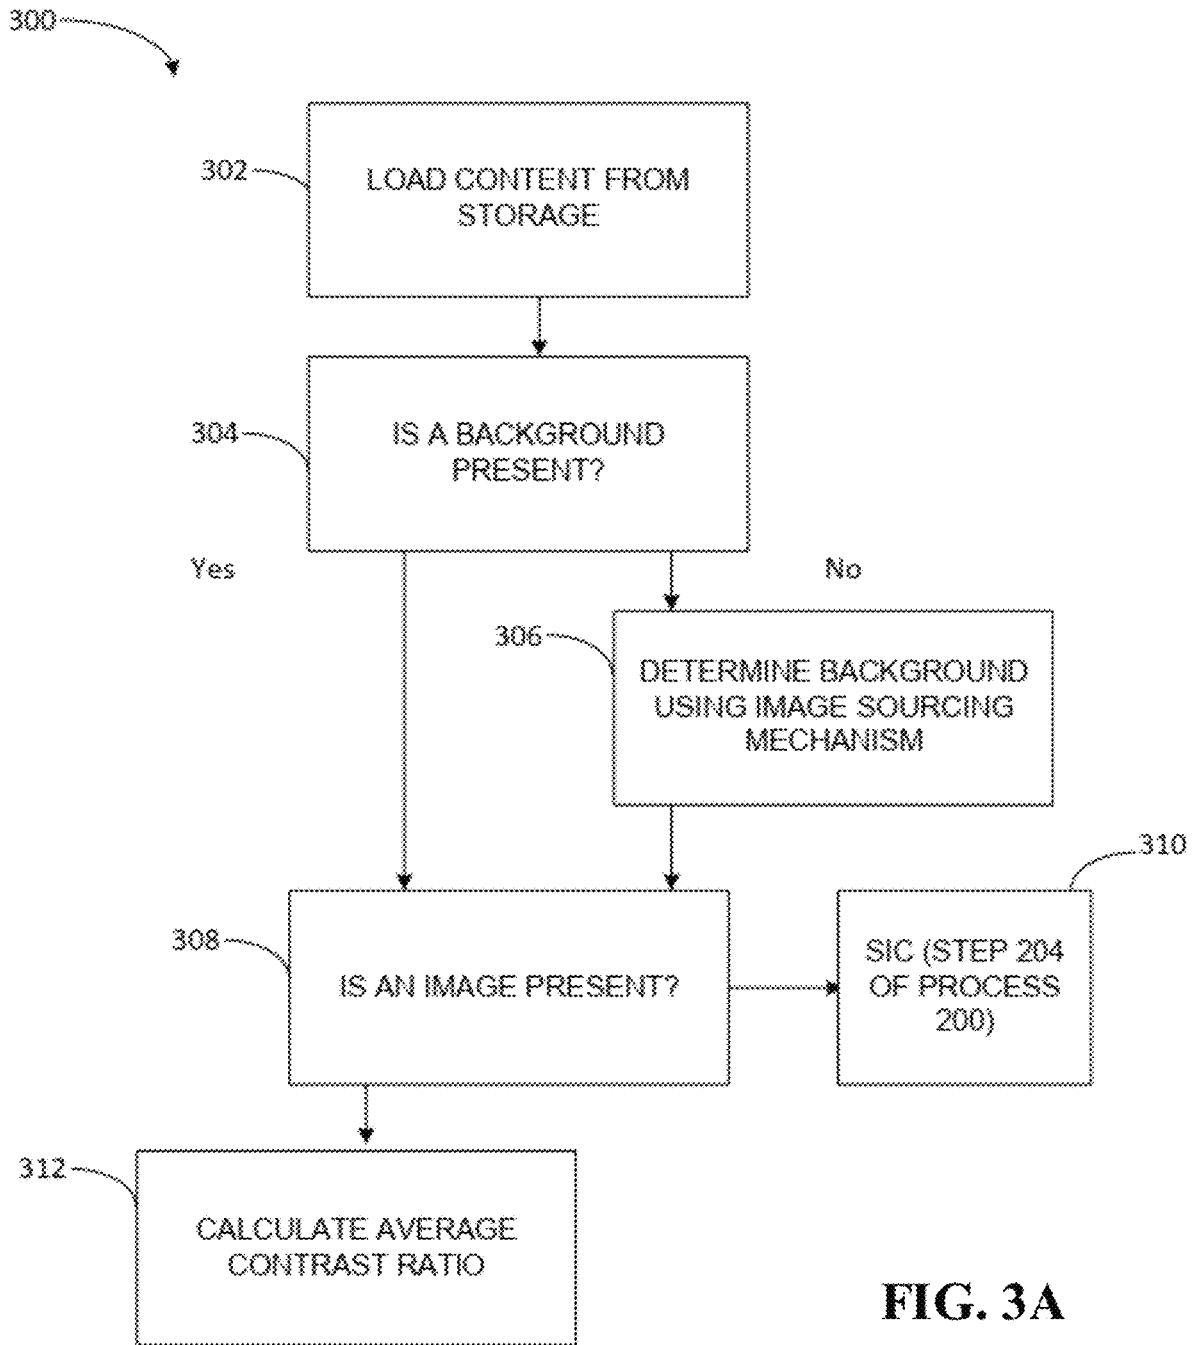 300
302
LOAD CONTENT FROM
STORAGE
304
IS A BACKGROUND
PRESENT?
Yes
No
306
DETERMINE BACKGROUND
USING IMAGE SOURCING
MECHANISM
310
308
IS AN IMAGE PRESENT?
SIC (STEP 204
OF PROCESS
200)
312
CALCULATE AVERAGE
CONTRAST RATIO
FIG. 3A